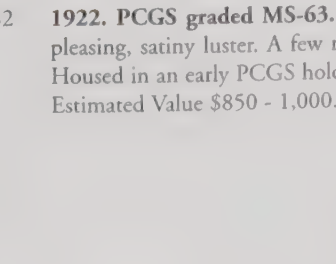 2 1922. PCGS graded MS-63.
pleasing, satiny luster. A few
Housed in an early PCGS
Estimated Value $850 - 1,000.